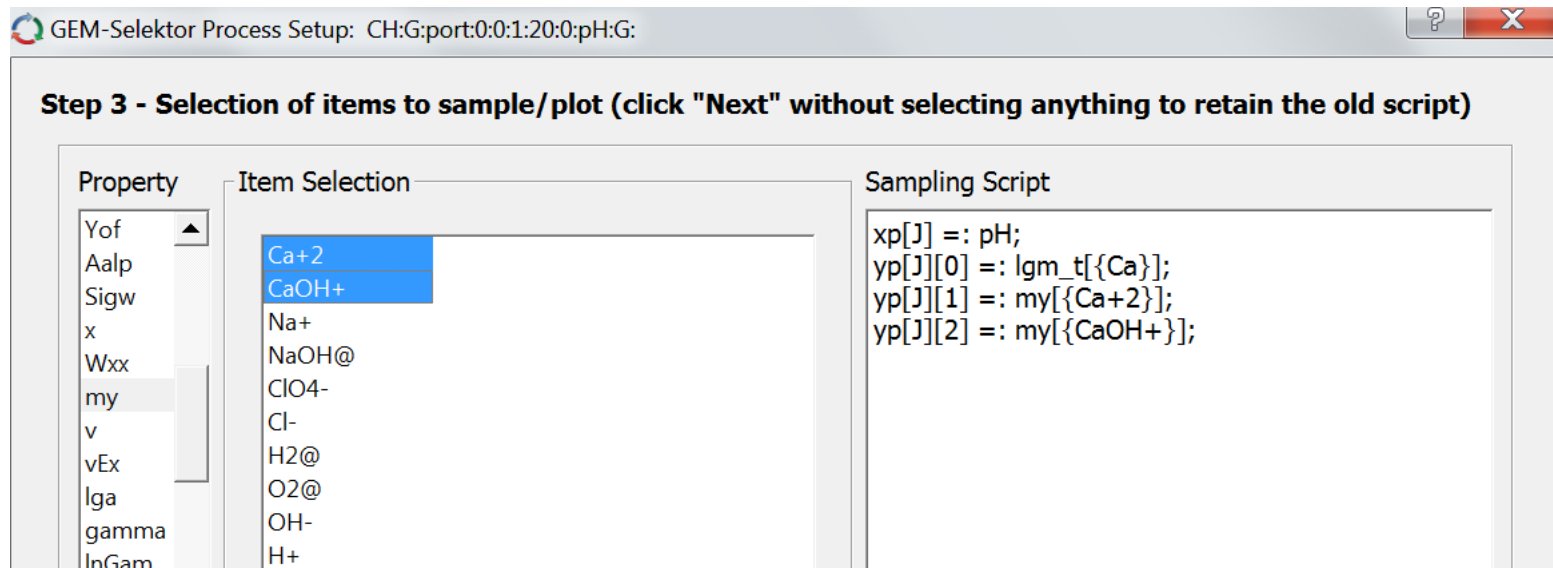 GEM-Selektor Process Setup: CH:G:port:0:0:1:20:0:pH:G:
?
X
Step 3 - Selection of items to sample/plot (click "Next" without selecting anything to retain the old script)
Property
Item Selection
Sampling Script
Yof
Aalp
Sigw
x
Wxx
my
v
vEx
lga
gamma
lnGam
Ca+2
CaOH+
Na+
NaOH@
ClO4-
Cl-
H2@
O2@
OH-
H+
xp[J] =: pH;
yp[J][0] =: lgm_t[{Ca}];
yp[J][1] =: my[{Ca+2}];
yp[J][2] =: my[{CaOH+}];